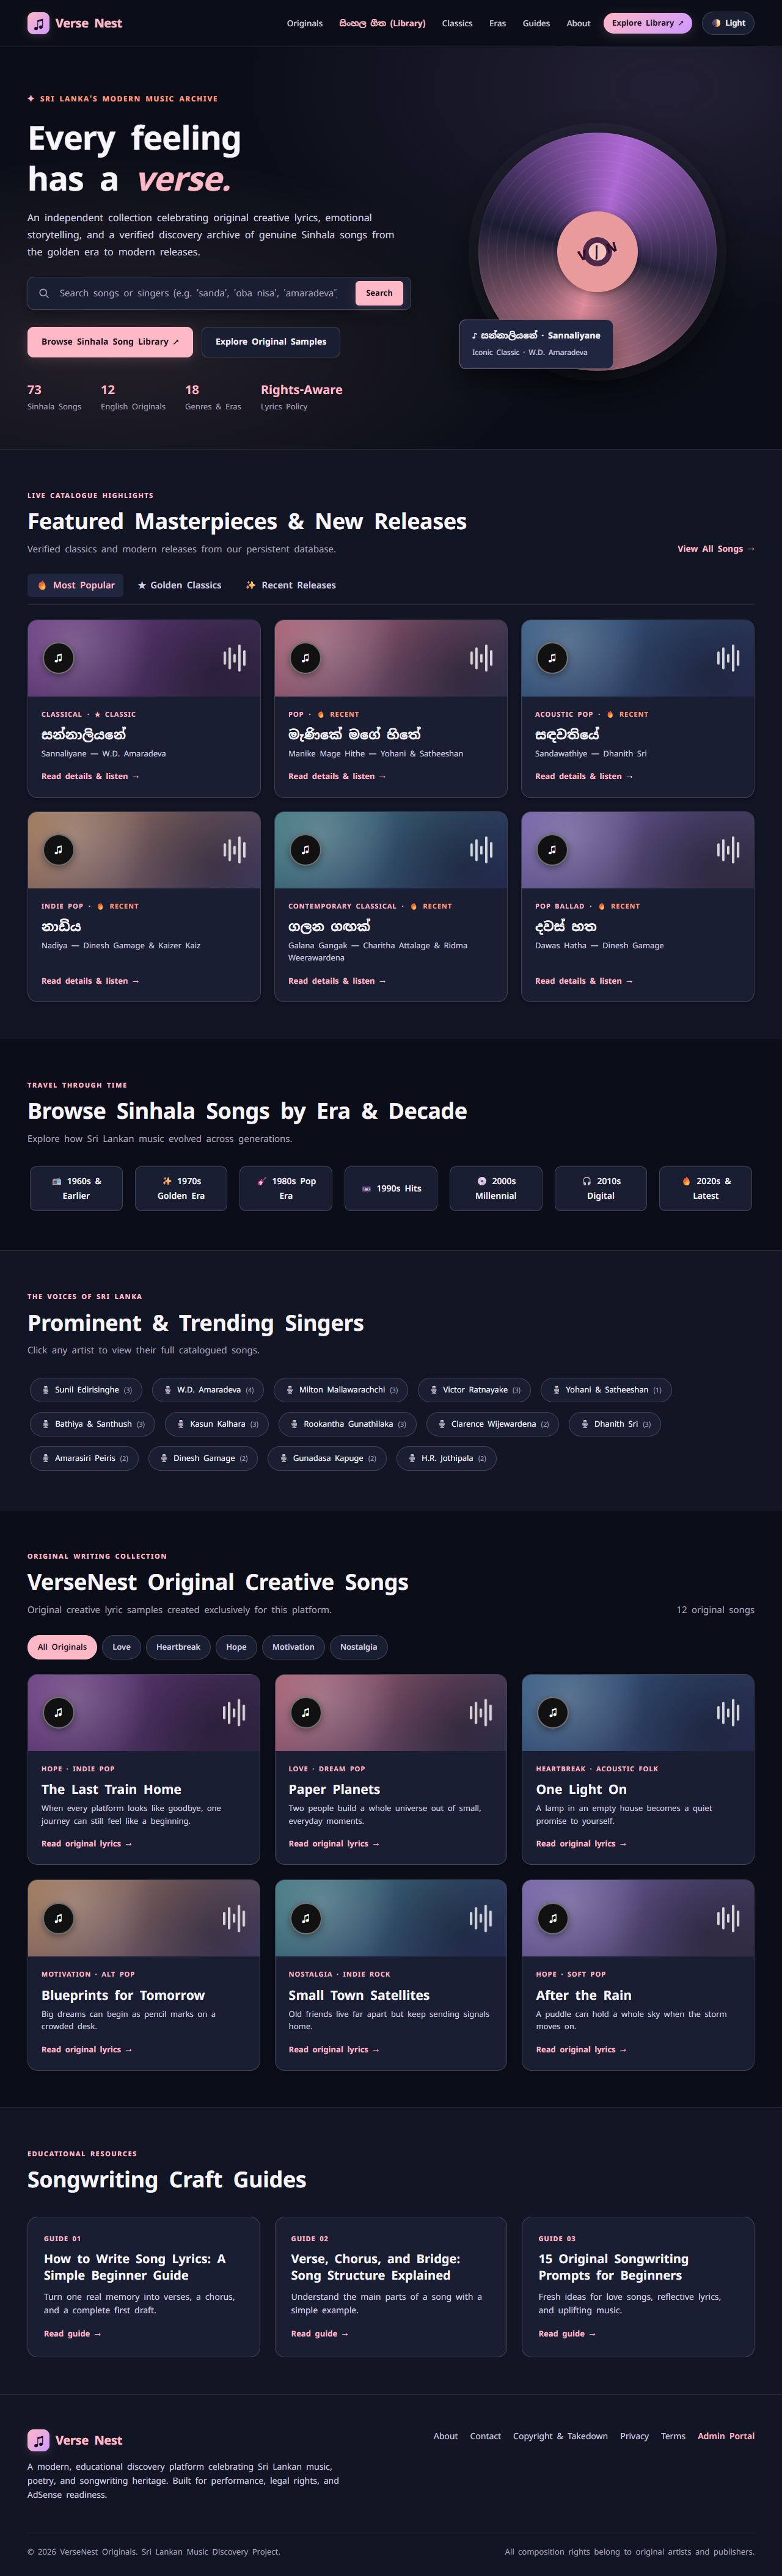 Verse Nest
Originals
සිංහල ගීත (Library)
Classics
Eras
Guides
About
Explore Library ↗
🌗 Light
✦ SRI LANKA'S MODERN MUSIC ARCHIVE
Every feeling
has a verse.
An independent collection celebrating original creative lyrics, emotional
storytelling, and a verified discovery archive of genuine Sinhala songs from
the golden era to modern releases.
Search songs or singers (e.g. 'sanda', 'oba nisa', 'amaradeva'
Search
Browse Sinhala Song Library ↗
Explore Original Samples
73
Sinhala Songs
12
English Originals
18
Genres & Eras
Rights-Aware
Lyrics Policy
♪ සන්නාලියනේ · Sannaliyane
Iconic Classic · W.D. Amaradeva
LIVE CATALOGUE HIGHLIGHTS
Featured Masterpieces & New Releases
Verified classics and modern releases from our persistent database.
View All Songs →
🔥 Most Popular
★ Golden Classics
✨ Recent Releases
CLASSICAL · ★ CLASSIC
සන්නාලියනේ
Sannaliyane — W.D. Amaradeva
Read details & listen →
POP · 🔥 RECENT
මැණිකේ මගේ හිතේ
Manike Mage Hithe — Yohani & Satheeshan
Read details & listen →
ACOUSTIC POP · 🔥 RECENT
සඳවතියේ
Sandawathiye — Dhanith Sri
Read details & listen →
INDIE POP · 🔥 RECENT
නාඩිය
Nadiya — Dinesh Gamage & Kaizer Kaiz
Read details & listen →
CONTEMPORARY CLASSICAL · 🔥 RECENT
ගලන ගඟක්
Galana Gangak — Charitha Attalage & Ridma
Weerawardena
Read details & listen →
POP BALLAD · 🔥 RECENT
දවස් හත
Dawas Hatha — Dinesh Gamage
Read details & listen →
TRAVEL THROUGH TIME
Browse Sinhala Songs by Era & Decade
Explore how Sri Lankan music evolved across generations.
📻 1960s &
Earlier
✨ 1970s
Golden Era
🎸 1980s Pop
Era
📼 1990s Hits
💿 2000s
Millennial
🎧 2010s
Digital
🔥 2020s &
Latest
THE VOICES OF SRI LANKA
Prominent & Trending Singers
Click any artist to view their full catalogued songs.
Sunil Edirisinghe (3)
W.D. Amaradeva (4)
Milton Mallawarachchi (3)
Victor Ratnayake (3)
Yohani & Satheeshan (1)
Bathiya & Santhush (3)
Kasun Kalhara (3)
Rookantha Gunathilaka (3)
Clarence Wijewardena (2)
Dhanith Sri (3)
Amarasiri Peiris (2)
Dinesh Gamage (2)
Gunadasa Kapuge (2)
H.R. Jothipala (2)
ORIGINAL WRITING COLLECTION
VerseNest Original Creative Songs
Original creative lyric samples created exclusively for this platform.
12 original songs
All Originals
Love
Heartbreak
Hope
Motivation
Nostalgia
HOPE · INDIE POP
The Last Train Home
When every platform looks like goodbye, one
journey can still feel like a beginning.
Read original lyrics →
LOVE · DREAM POP
Paper Planets
Two people build a whole universe out of small,
everyday moments.
Read original lyrics →
HEARTBREAK · ACOUSTIC FOLK
One Light On
A lamp in an empty house becomes a quiet
promise to yourself.
Read original lyrics →
MOTIVATION · ALT POP
Blueprints for Tomorrow
Big dreams can begin as pencil marks on a
crowded desk.
Read original lyrics →
NOSTALGIA · INDIE ROCK
Small Town Satellites
Old friends live far apart but keep sending signals
home.
Read original lyrics →
HOPE · SOFT POP
After the Rain
A puddle can hold a whole sky when the storm
moves on.
Read original lyrics →
EDUCATIONAL RESOURCES
Songwriting Craft Guides
GUIDE 01
How to Write Song Lyrics: A
Simple Beginner Guide
Turn one real memory into verses, a chorus,
and a complete first draft.
Read guide →
GUIDE 02
Verse, Chorus, and Bridge:
Song Structure Explained
Understand the main parts of a song with a
simple example.
Read guide →
GUIDE 03
15 Original Songwriting
Prompts for Beginners
Fresh ideas for love songs, reflective lyrics,
and uplifting music.
Read guide →
Verse Nest
A modern, educational discovery platform celebrating Sri Lankan music,
poetry, and songwriting heritage. Built for performance, legal rights, and
AdSense readiness.
About
Contact
Copyright & Takedown
Privacy
Terms
Admin Portal
© 2026 VerseNest Originals. Sri Lankan Music Discovery Project.
All composition rights belong to original artists and publishers.